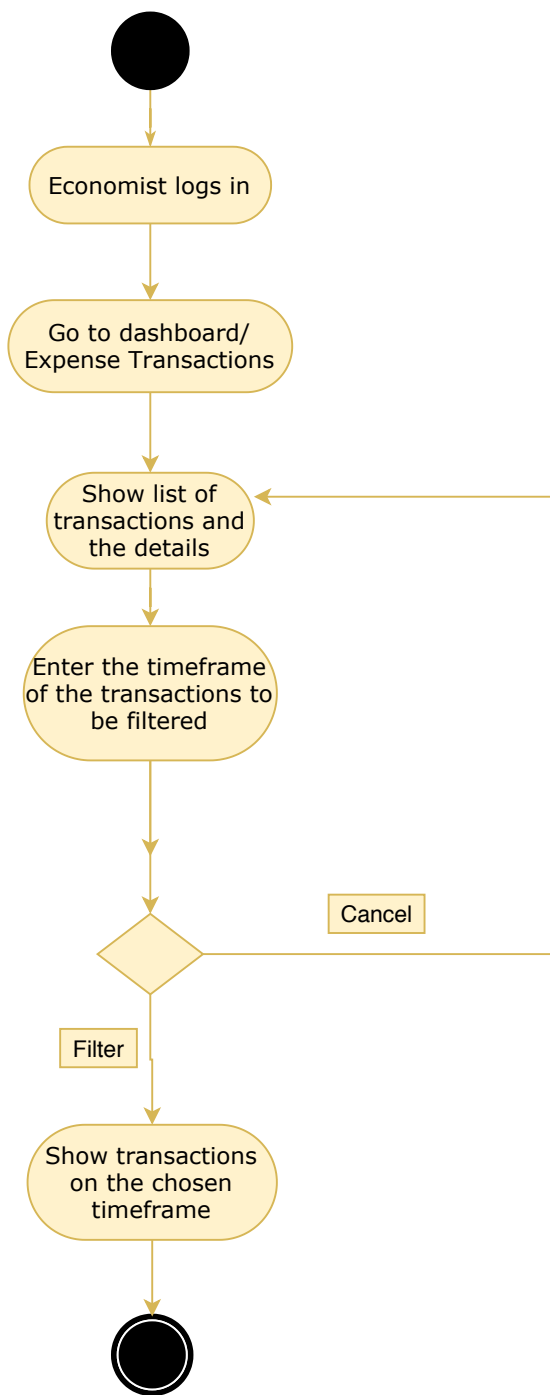 Economist logs in
Go to dashboard/
Expense Transactions
Show list of
transactions and
the details
Enter the timeframe
of the transactions to
be filtered
Cancel
Filter
Show transactions
on the chosen
timeframe